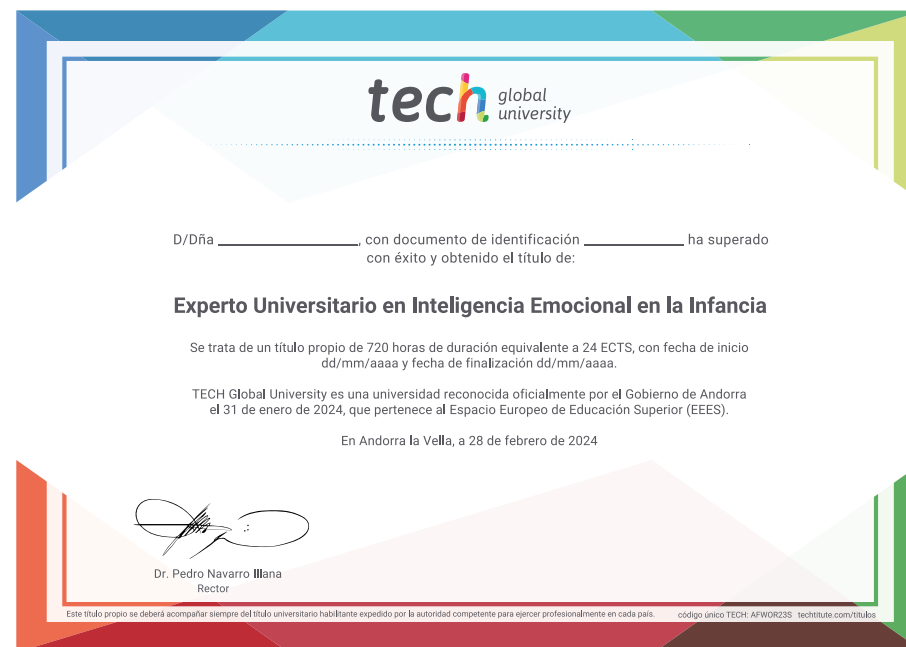 tech global university
D/Dña ____________________, con documento de identificación ______________ ha superado
con éxito y obtenido el título de:
Experto Universitario en Inteligencia Emocional en la Infancia
Se trata de un título propio de 720 horas de duración equivalente a 24 ECTS, con fecha de inicio
dd/mm/aaaa y fecha de finalización dd/mm/aaaa.
TECH Global University es una universidad reconocida oficialmente por el Gobierno de Andorra
el 31 de enero de 2024, que pertenece al Espacio Europeo de Educación Superior (EEES).
En Andorra la Vella, a 28 de febrero de 2024
Dr. Pedro Navarro Illana
Rector
Este título propio se deberá acompañar siempre del título universitario habilitante expedido por la autoridad competente para ejercer profesionalmente en cada país. código único TECH: AFWOR23S techtitute.com/titulos